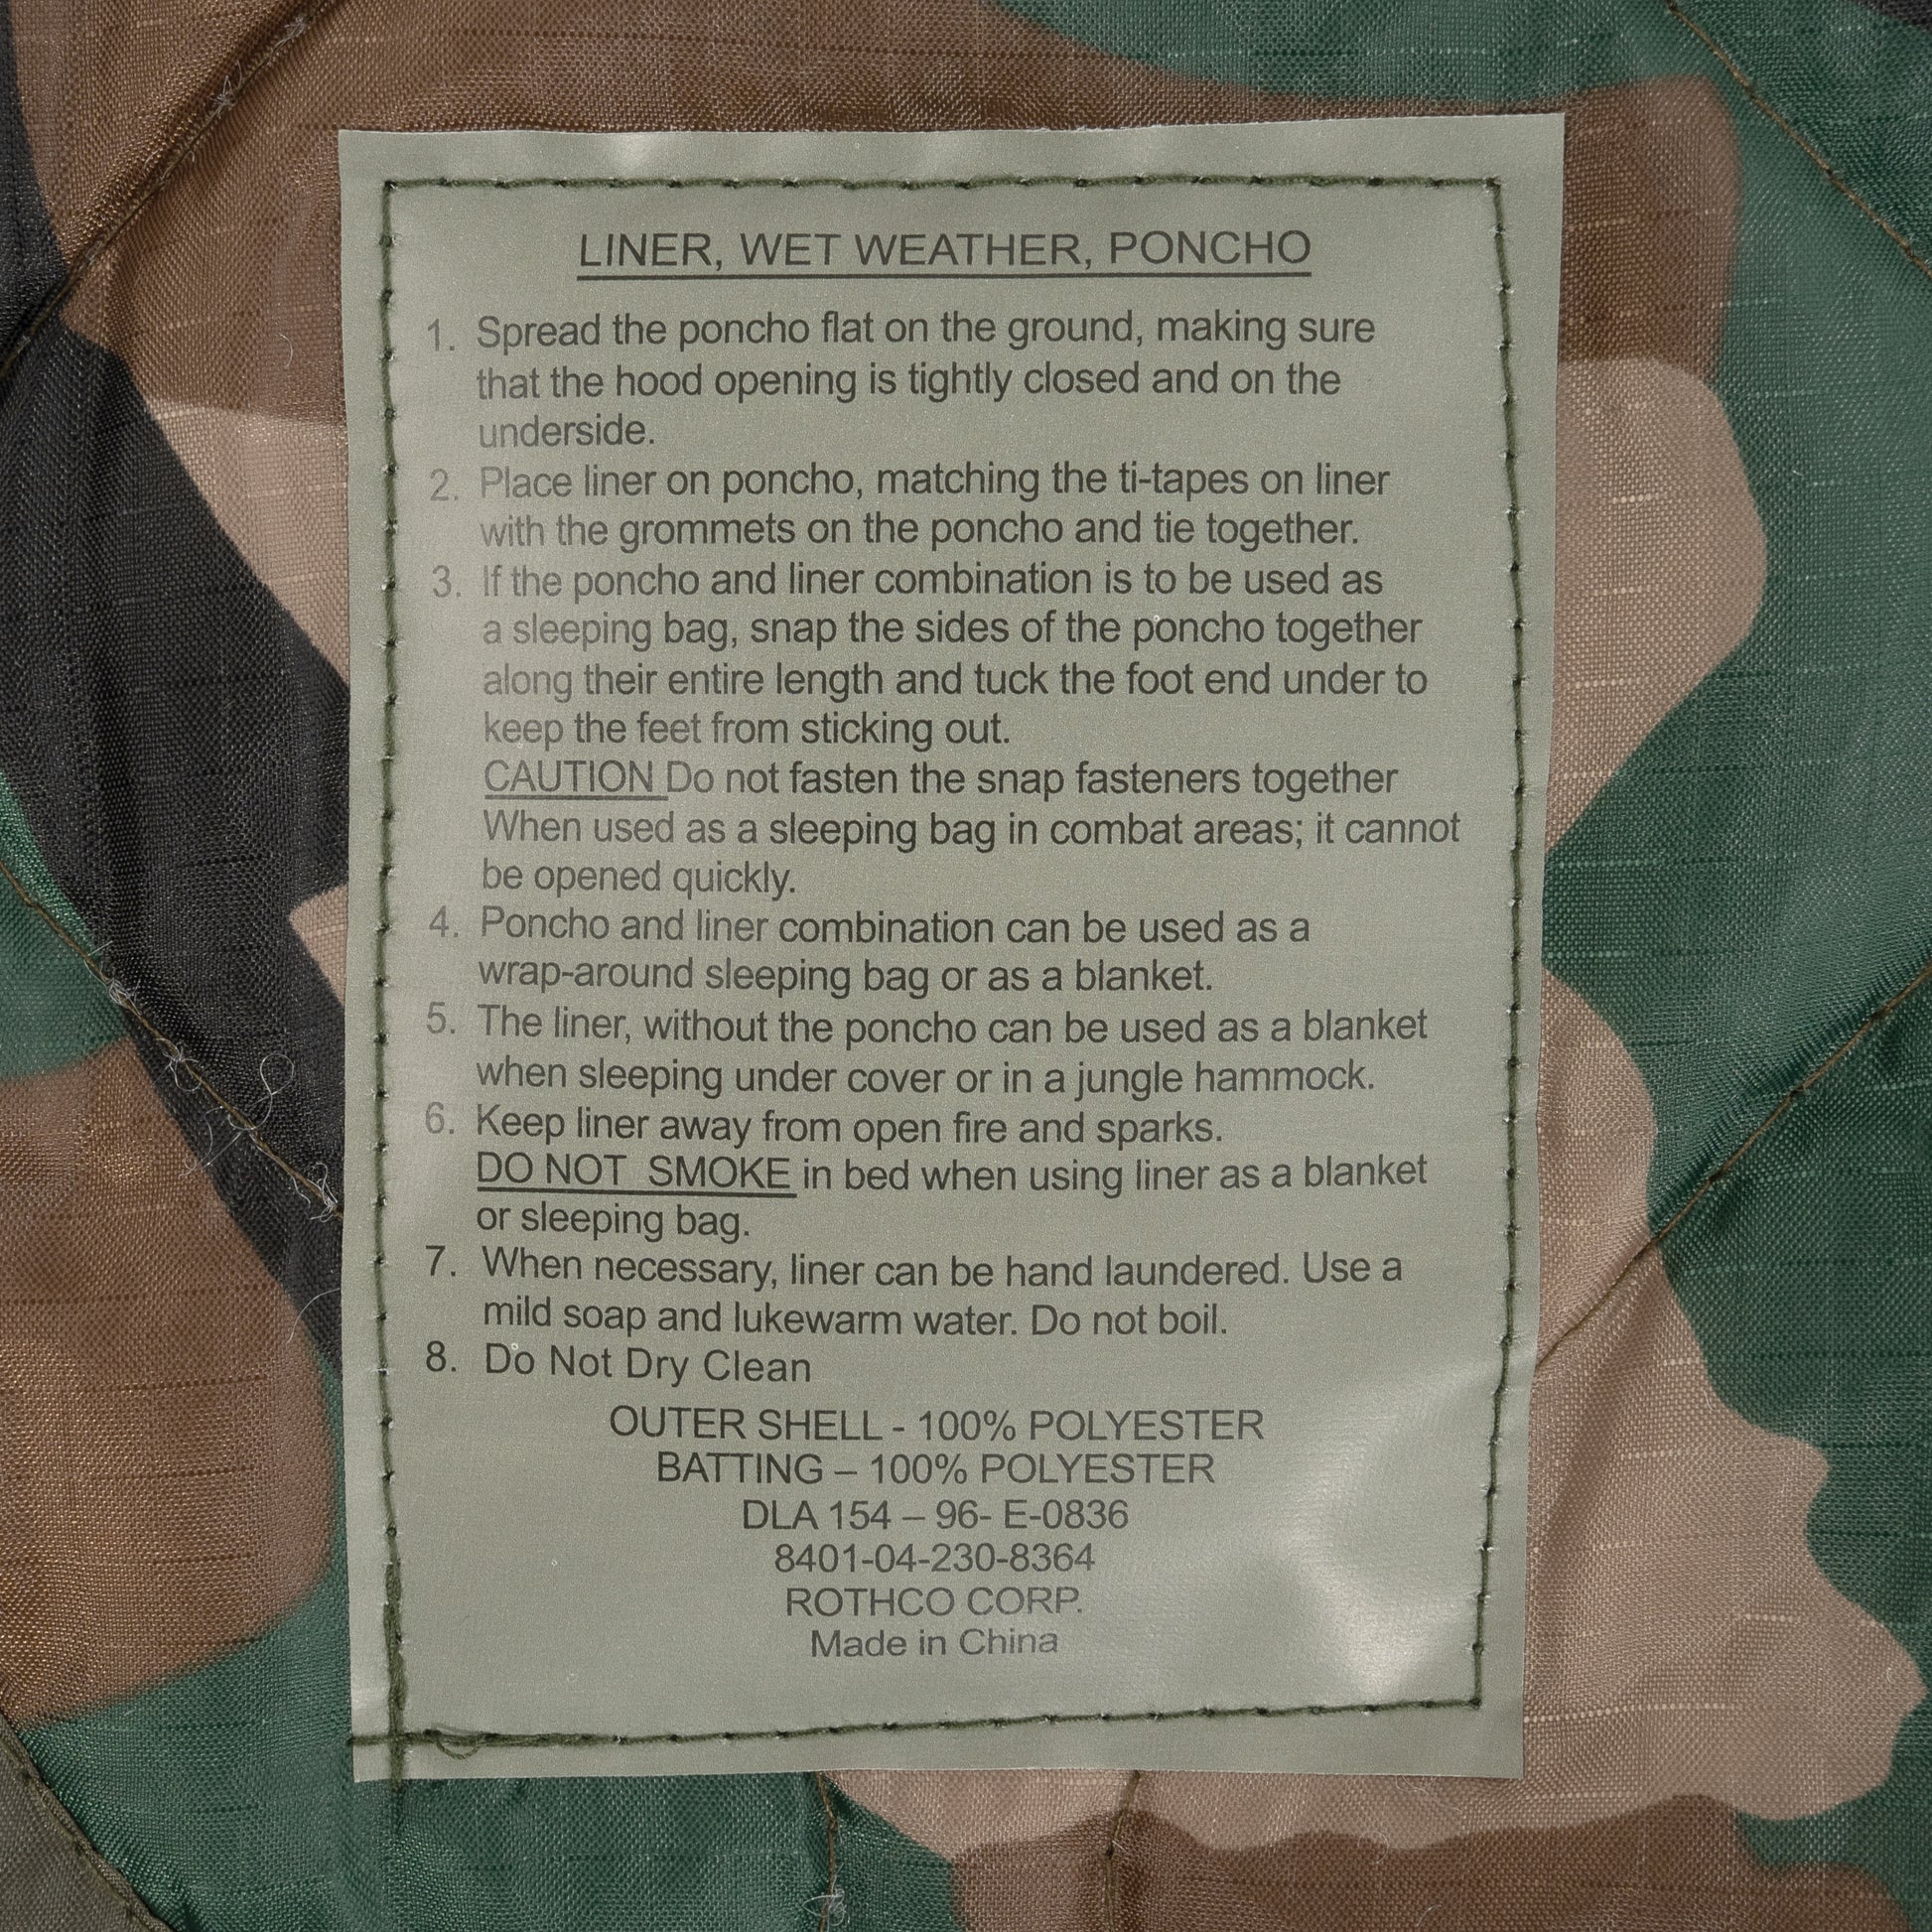 LINER, WET WEATHER, PONCHO
1. Spread the poncho flat on the ground, making sure
that the hood opening is tightly closed and on the
underside.
2. Place liner on poncho, matching the ti-tapes on liner
with the grommets on the poncho and tie together.
3. If the poncho and liner combination is to be used as
a sleeping bag, snap the sides of the poncho together
along their entire length and tuck the foot end under to
keep the feet from sticking out.
CAUTION Do not fasten the snap fasteners together
When used as a sleeping bag in combat areas; it cannot
be opened quickly.
4. Poncho and liner combination can be used as a
wrap-around sleeping bag or as a blanket.
5. The liner, without the poncho can be used as a blanket
when sleeping under cover or in a jungle hammock.
6. Keep liner away from open fire and sparks.
DO NOT SMOKE in bed when using liner as a blanket
or sleeping bag.
7. When necessary, liner can be hand laundered. Use a
mild soap and lukewarm water. Do not boil.
8. Do Not Dry Clean
OUTER SHELL - 100% POLYESTER
BATTING – 100% POLYESTER
DLA 154 – 96- E-0836
8401-04-230-8364
ROTHCO CORP.
Made in China